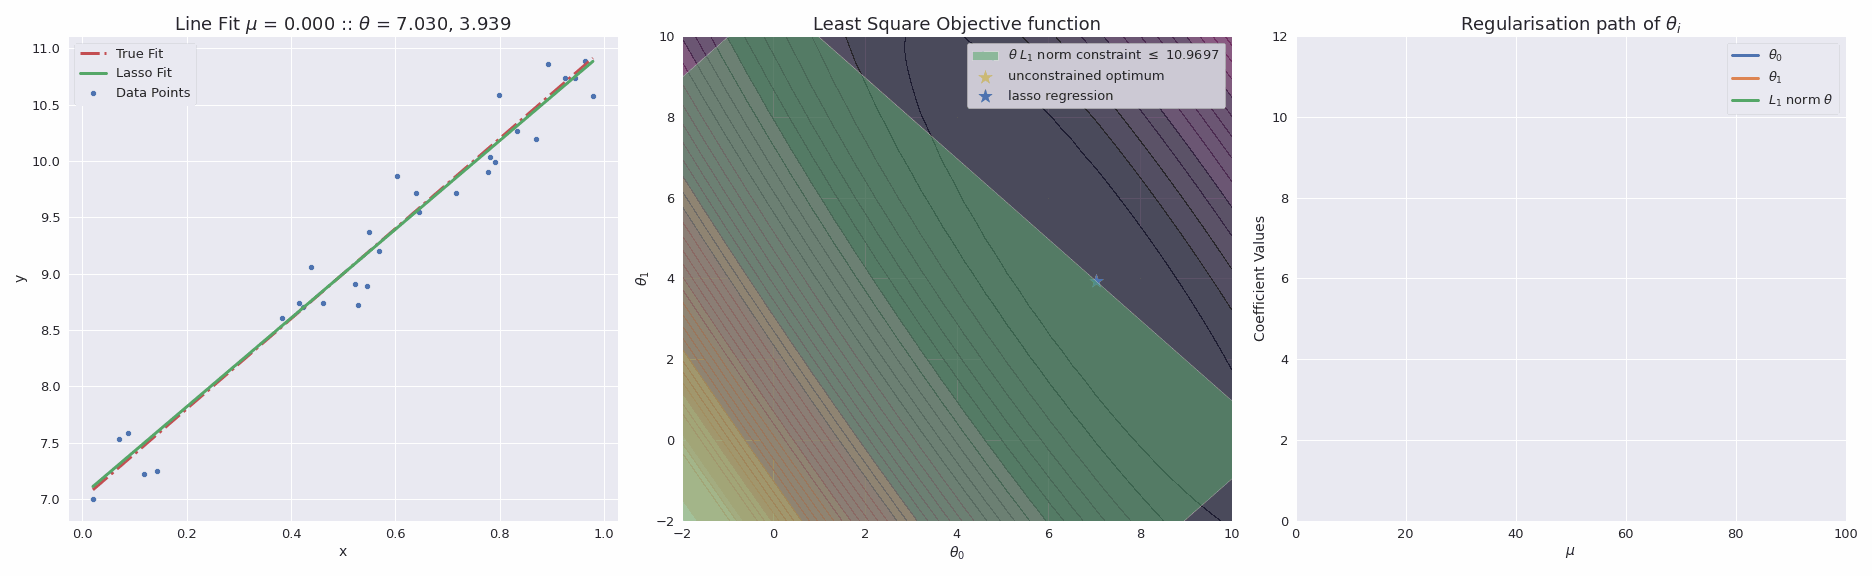 Line Fit μ = 0.000 :: θ = 7.030, 3.939
True Fit
Lasso Fit
Data Points
11.0
10.5
10.0
9.5
9.0
8.5
8.0
7.5
7.0
y
0.0 0.2 0.4 0.6 0.8 1.0
x
Least Square Objective function
θ L₁ norm constraint ≤ 10.9697
unconstrained optimum
lasso regression
10
8
6
4
2
0
−2
θ₁
−2 0 2 4 6 8 10
θ₀
Regularisation path of θᵢ
θ₀
θ₁
L₁ norm θ
12
10
8
6
4
2
0
Coefficient Values
0 20 40 60 80 100
μ